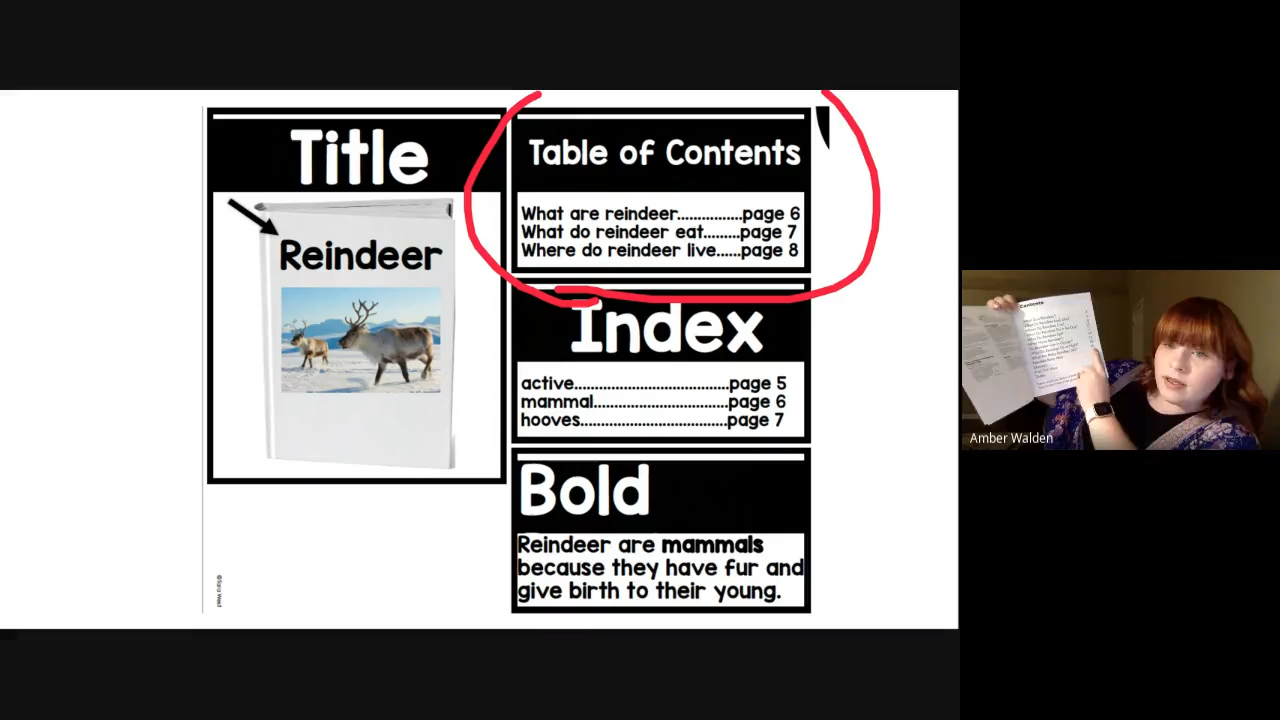 Title
Reindeer
Table of Contents
What are reindeer...............page 6
What do reindeer eat.........page 7
Where do reindeer live......page 8
Index
active.....................................page 5
mammal................................page 6
hooves...................................page 7
Bold
Reindeer are mammals
because they have fur and
give birth to their young.
Contents
Amber Walden